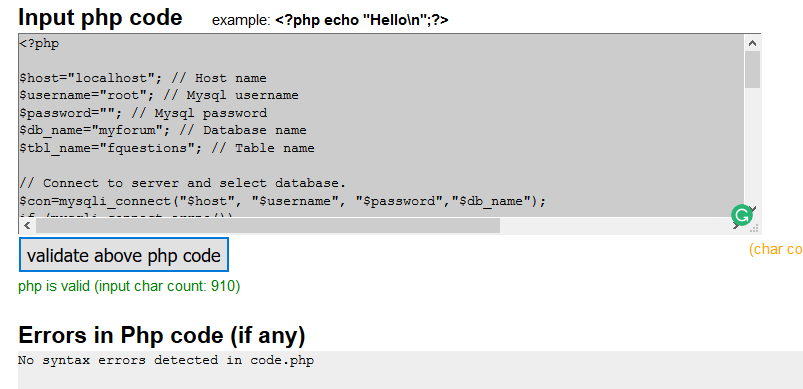 Input php code example: <?php echo "Hello\n";?>
<?php
$host="localhost"; // Host name
$username="root"; // Mysql username
$password=""; // Mysql password
$db_name="myforum"; // Database name
$tbl_name="fquestions"; // Table name
// Connect to server and select database.
$con=mysqli_connect("$host", "$username", "$password","$db_name");
validate above php code
(char co
php is valid (input char count: 910)
Errors in Php code (if any)
No syntax errors detected in code.php